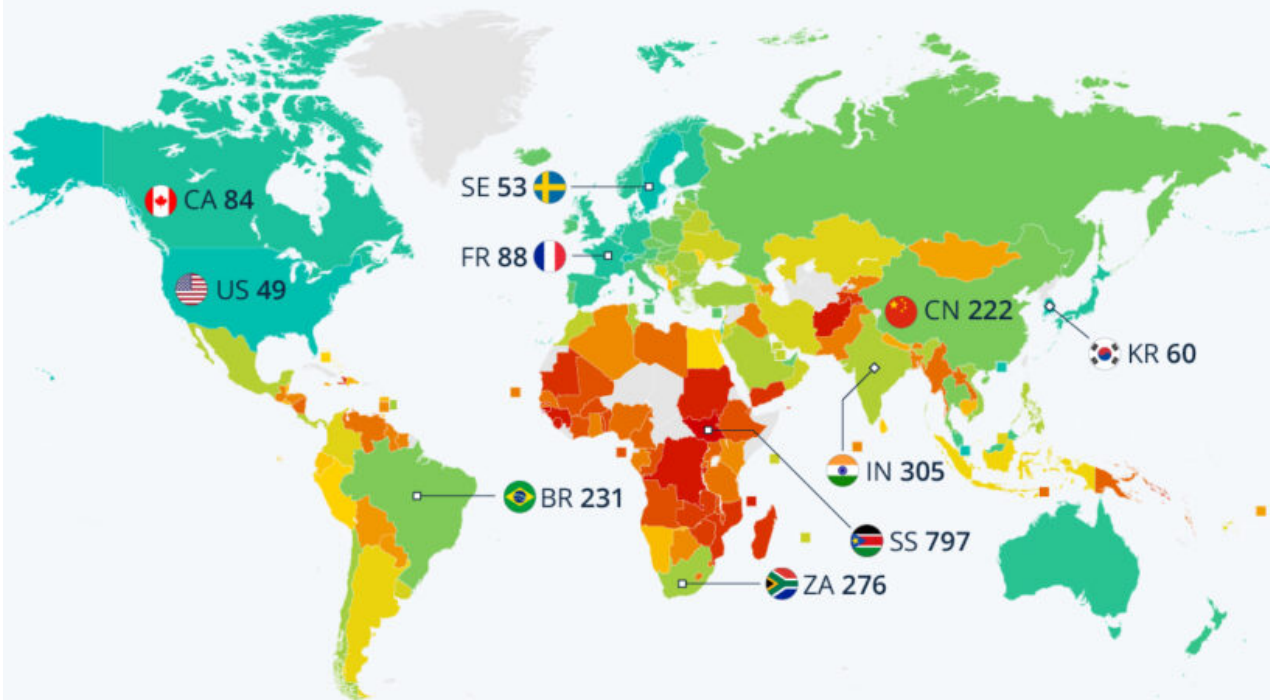 SE 53
CA 84
FR 88
US 49
CN 222
KR 60
IN 305
BR 231
SS 797
ZA 276